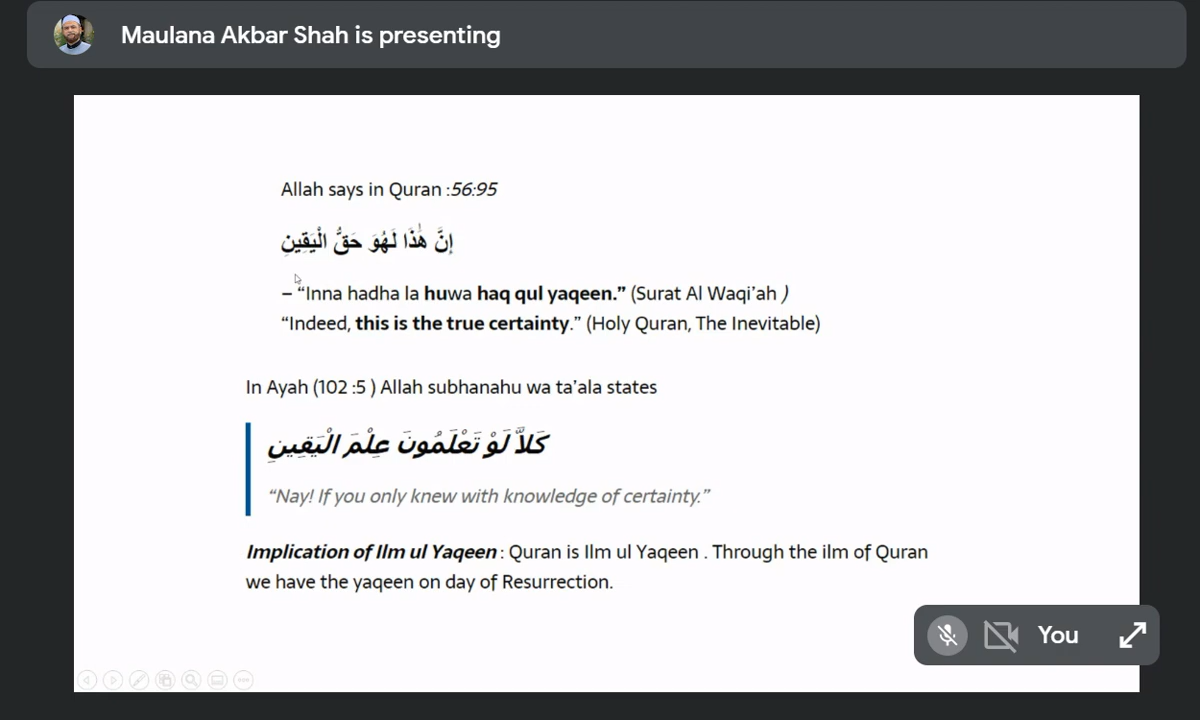 Maulana Akbar Shah is presenting
Allah says in Quran :56:95
إِنَّ هَٰذَا لَهُوَ حَقُّ الْيَقِينِ
– “Inna hadha la huwa haq qul yaqeen.” (Surat Al Waqi’ah )
“Indeed, this is the true certainty.” (Holy Quran, The Inevitable)
In Ayah (102 :5 ) Allah subhanahu wa ta’ala states
كَلاَّ لَوْ تَعْلَمُونَ عِلْمَ الْيَقِينِ
“Nay! If you only knew with knowledge of certainty.”
Implication of Ilm ul Yaqeen : Quran is Ilm ul Yaqeen . Through the ilm of Quran
we have the yaqeen on day of Resurrection.
You